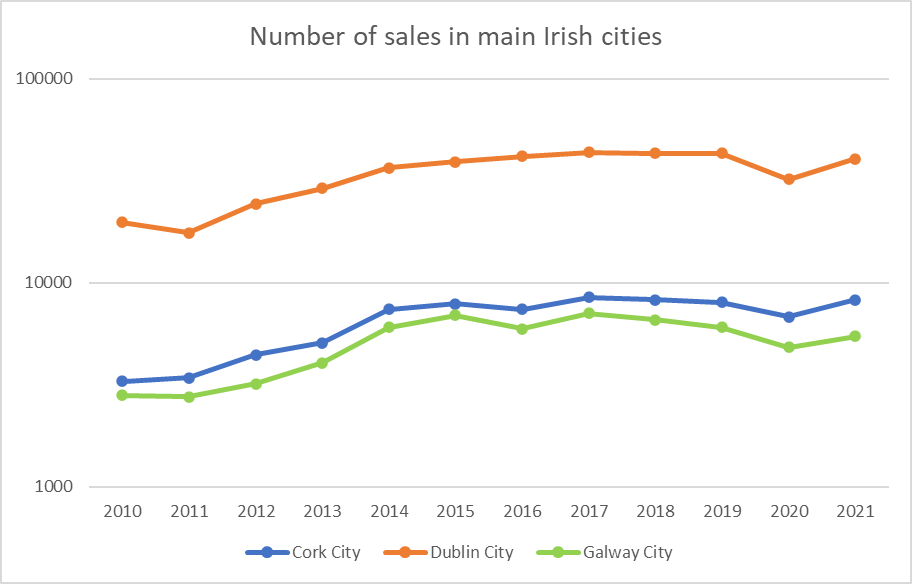 Number of sales in main Irish cities
100000
10000
1000
2010 2011 2012 2013 2014 2015 2016 2017 2018 2019 2020 2021
Cork City Dublin City Galway City